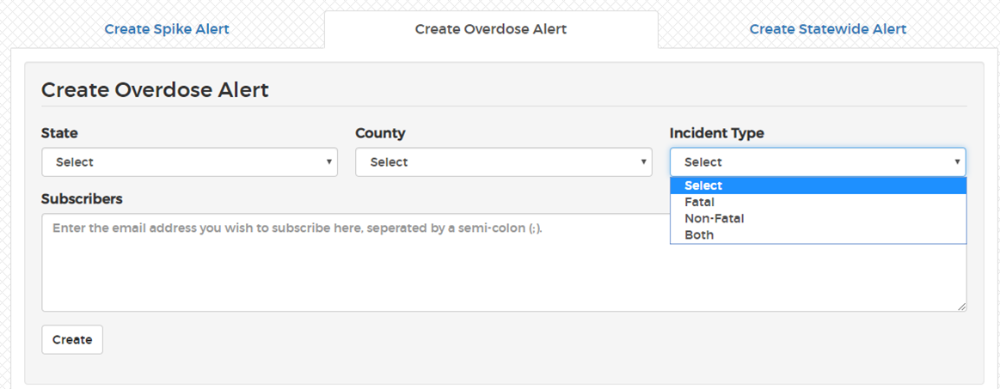 Create Spike Alert
Create Overdose Alert
Create Statewide Alert
Create Overdose Alert
State
County
Incident Type
Select
Select
Select
Select
Fatal
Non-Fatal
Both
Subscribers
Enter the email address you wish to subscribe here, seperated by a semi-colon (;).
Create